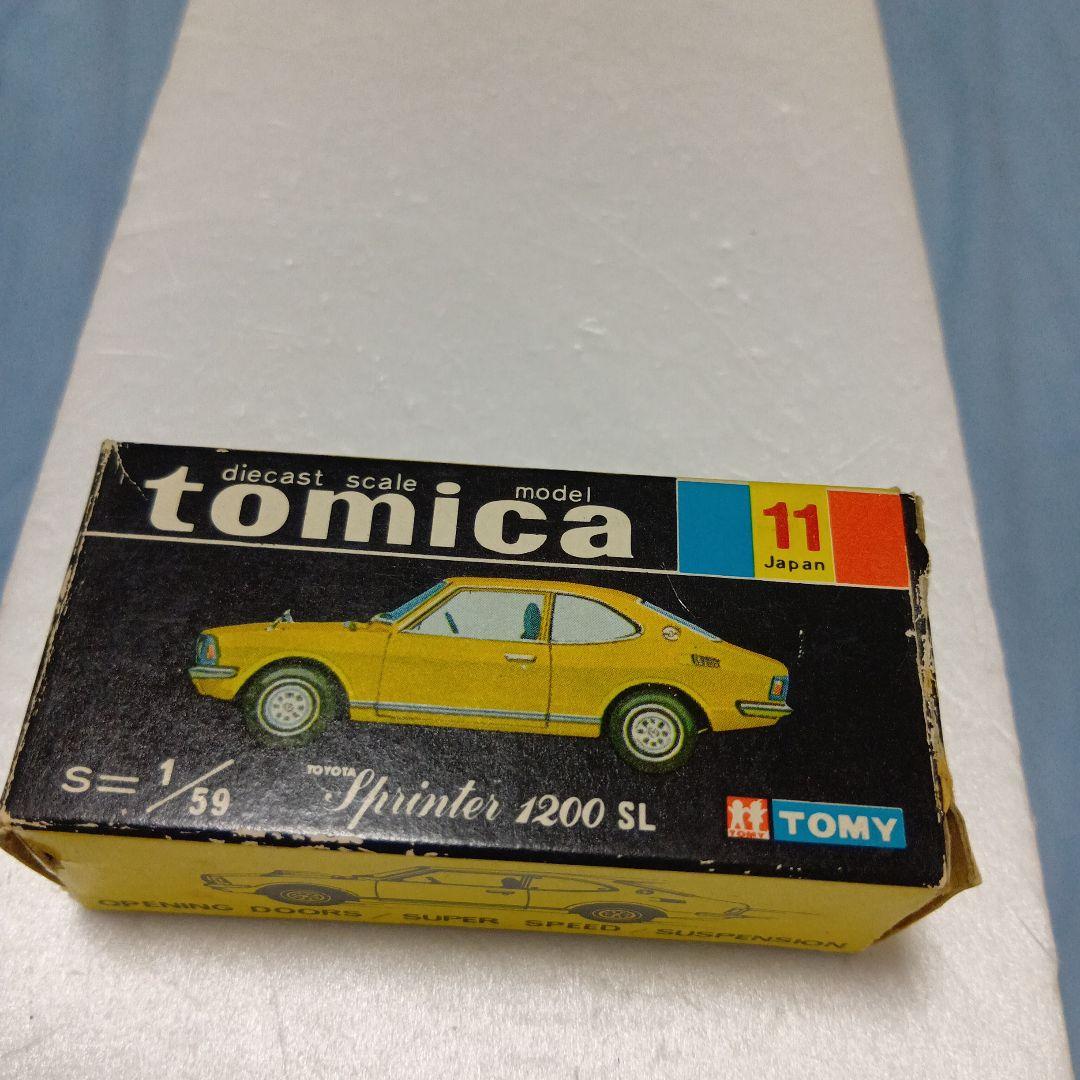 diecast scale model
tomica
11
Japan
S=1/59
TOYOTA Sprinter 1200 SL
TOMY
TOMY
OPENING DOORS / SUPER SPEED / SUSPENSION